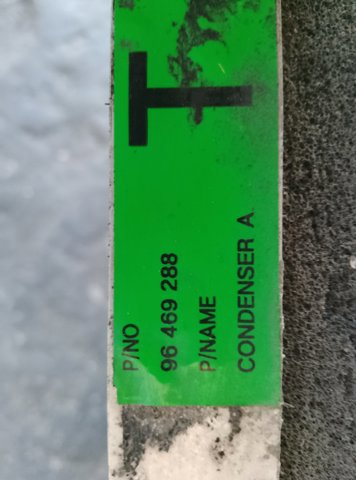 P/NO
96 469 288
P/NAME
CONDENSER A
T